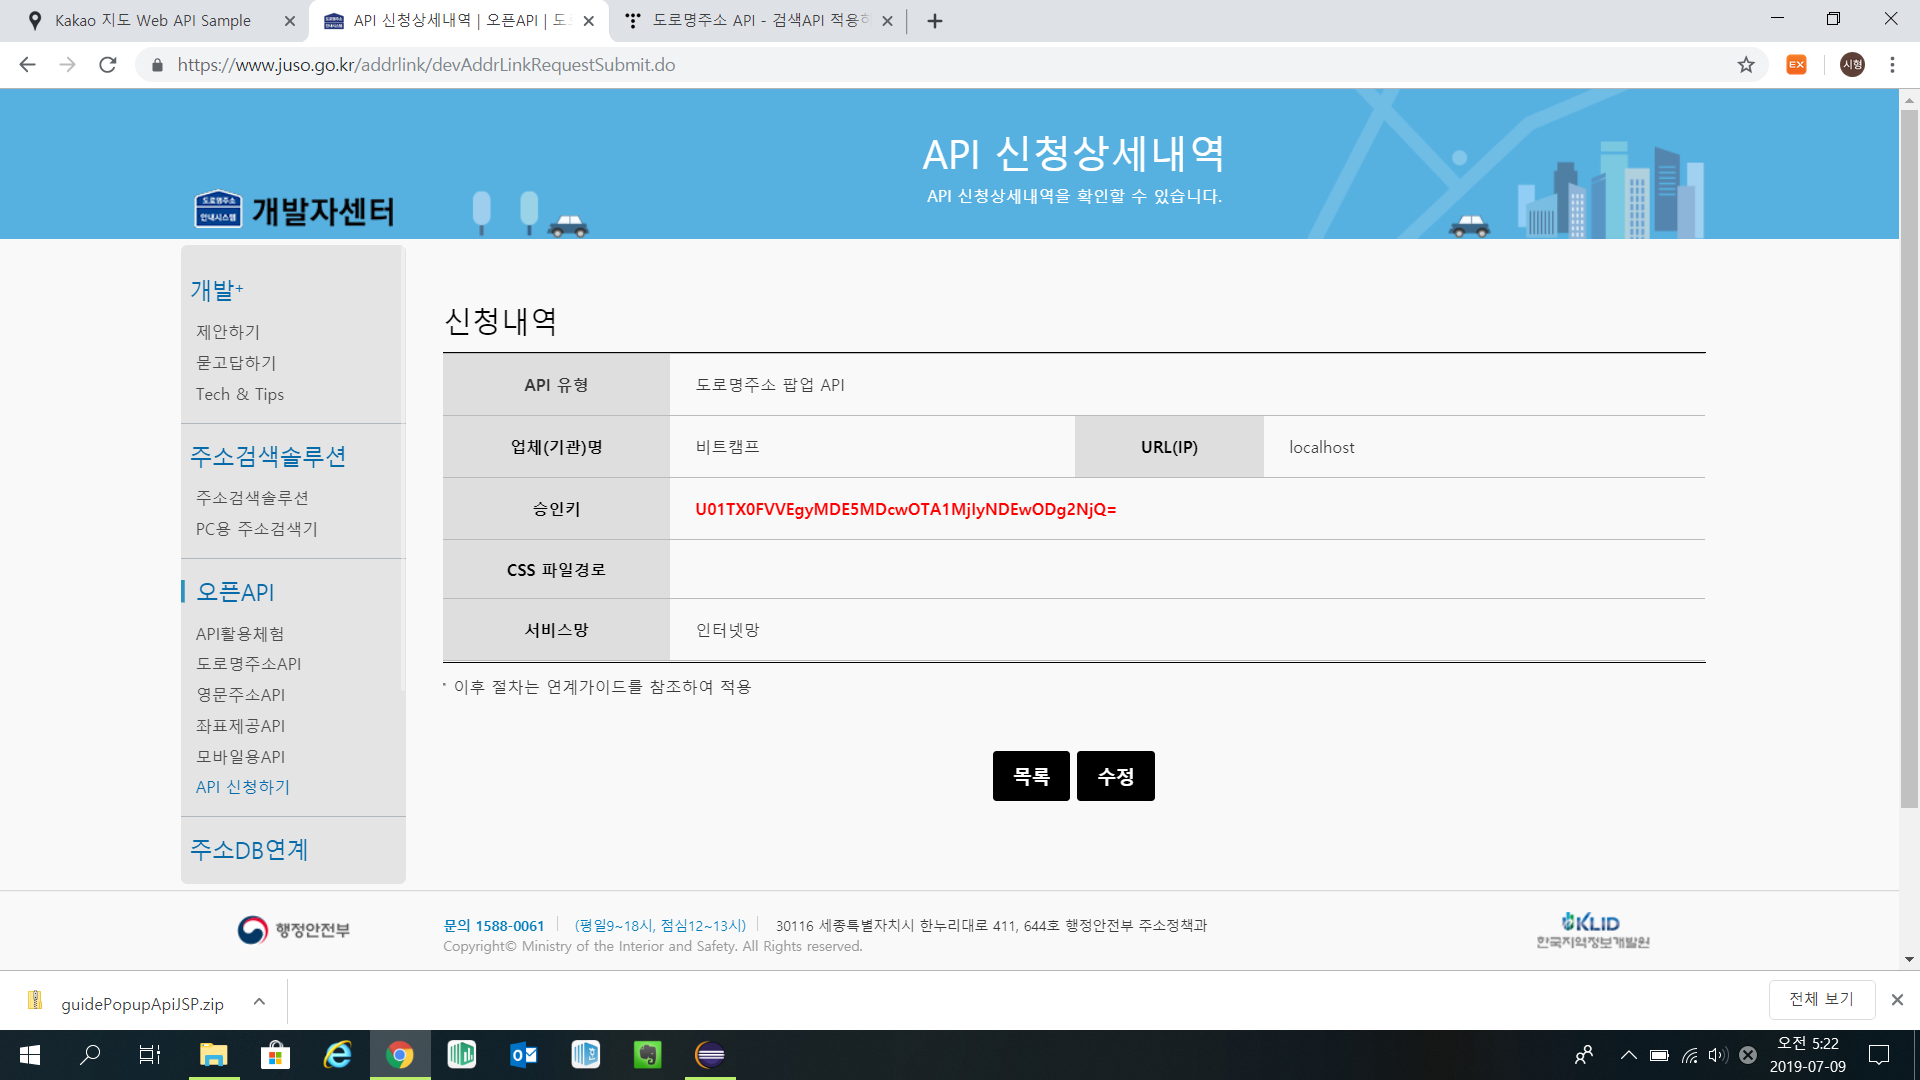 Kakao 지도 Web API Sample
API 신청상세내역 | 오픈API | 도
도로명주소 API - 검색API 적용하
https://www.juso.go.kr/addrlink/devAddrLinkRequestSubmit.do
EX
시형
API 신청상세내역
API 신청상세내역을 확인할 수 있습니다.
도로명주소
안내시스템
개발자센터
개발+
제안하기
묻고답하기
Tech & Tips
주소검색솔루션
주소검색솔루션
PC용 주소검색기
오픈API
API활용체험
도로명주소API
영문주소API
좌표제공API
모바일용API
API 신청하기
주소DB연계
신청내역
API 유형 도로명주소 팝업 API
업체(기관)명 비트캠프 URL(IP) localhost
승인키 U01TX0FVVEgyMDE5MDcwOTA1MjIyNDEwODg2NjQ=
CSS 파일경로
서비스망 인터넷망
이후 절차는 연계가이드를 참조하여 적용
목록 수정
행정안전부
문의 1588-0061 (평일9~18시, 점심12~13시) 30116 세종특별자치시 한누리대로 411, 644호 행정안전부 주소정책과
Copyright© Ministry of the Interior and Safety. All Rights reserved.
KLID
한국지역정보개발원
guidePopupApiJSP.zip
전체 보기
오전 5:22
2019-07-09